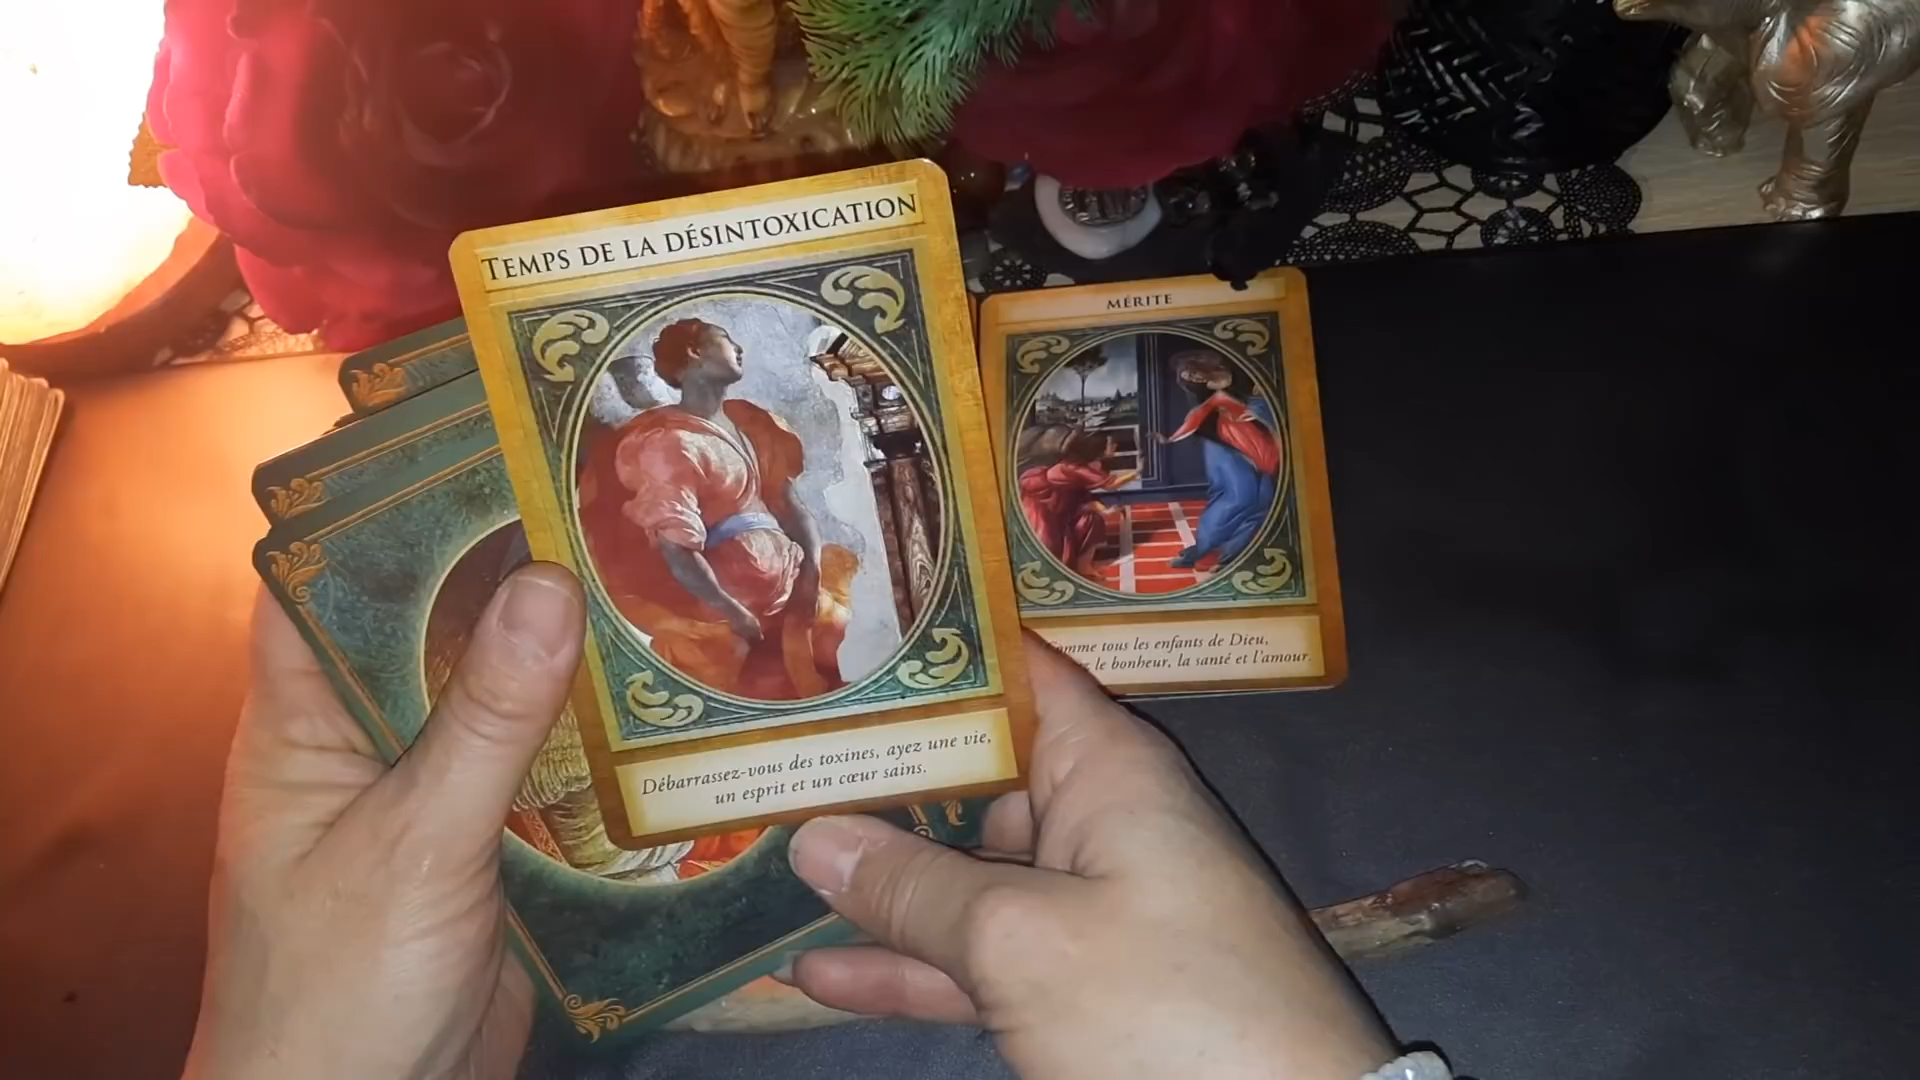 TEMPS DE LA DÉSINTOXICATION
Débarrassez-vous des toxines, ayez une vie,
un esprit et un cœur sains.
MÉRITE
Comme tous les enfants de Dieu,
le bonheur, la santé et l'amour.